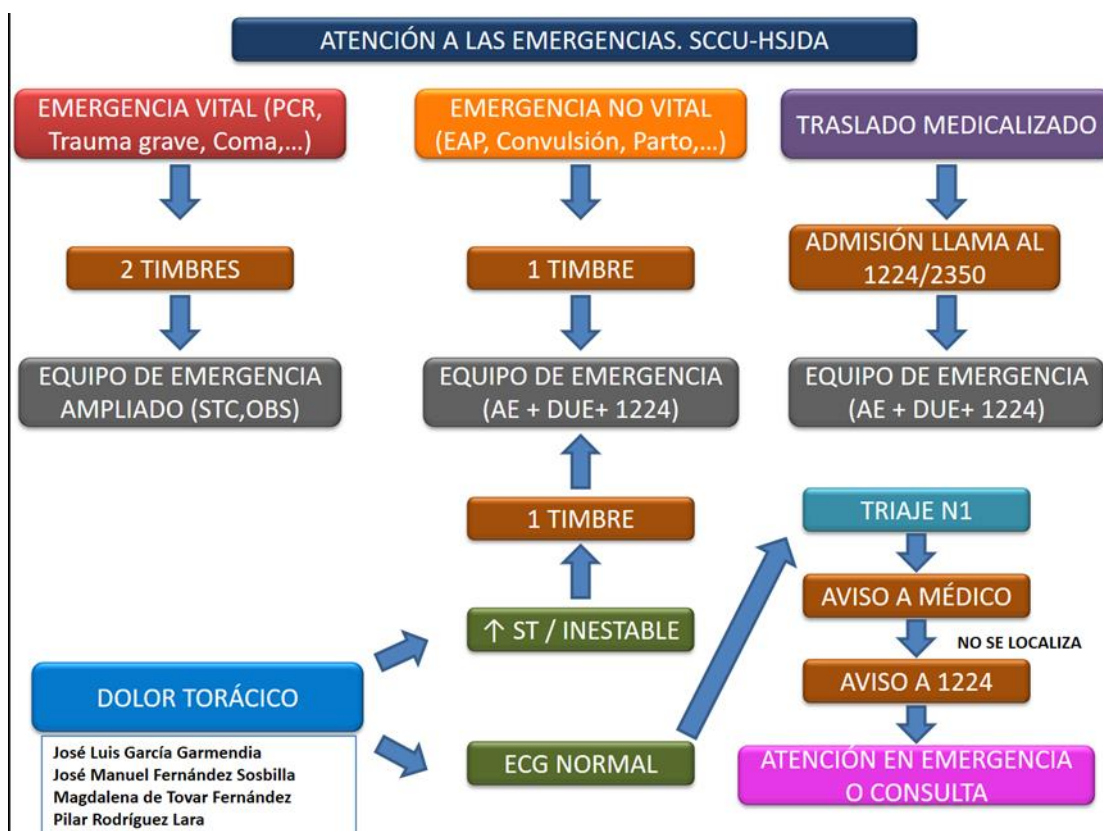 ATENCIÓN A LAS EMERGENCIAS. SCCU-HSJDA
EMERGENCIA VITAL (PCR,
Trauma grave, Coma,...)
2 TIMBRES
EQUIPO DE EMERGENCIA
AMPLIADO (STC,OBS)
EMERGENCIA NO VITAL
(EAP, Convulsión, Parto,...)
1 TIMBRE
EQUIPO DE EMERGENCIA
(AE + DUE+ 1224)
TRASLADO MEDICALIZADO
ADMISIÓN LLAMA AL
1224/2350
EQUIPO DE EMERGENCIA
(AE + DUE+ 1224)
1 TIMBRE
↑ ST / INESTABLE
DOLOR TORÁCICO
José Luis García Garmendia
José Manuel Fernández Sosbilla
Magdalena de Tovar Fernández
Pilar Rodríguez Lara
ECG NORMAL
TRIAJE N1
AVISO A MÉDICO
NO SE LOCALIZA
AVISO A 1224
ATENCIÓN EN EMERGENCIA
O CONSULTA